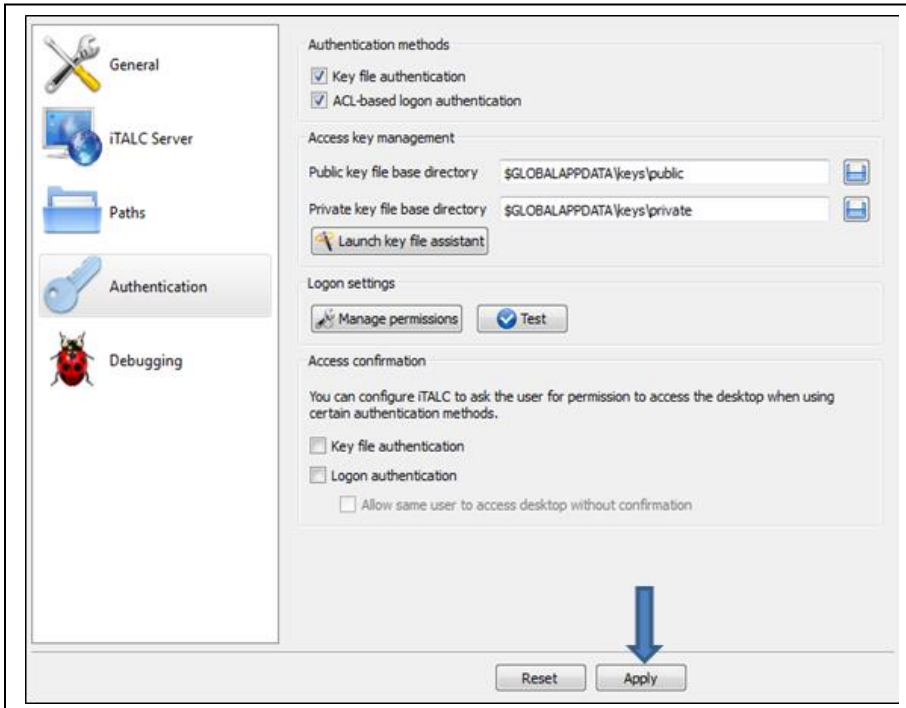 General
iTALC Server
Paths
Authentication
Debugging
Authentication methods
Key file authentication
ACL-based logon authentication
Access key management
Public key file base directory $GLOBALAPPDATA\keys\public
Private key file base directory $GLOBALAPPDATA\keys\private
Launch key file assistant
Logon settings
Manage permissions Test
Access confirmation
You can configure iTALC to ask the user for permission to access the desktop when using
certain authentication methods.
Key file authentication
Logon authentication
Allow same user to access desktop without confirmation
Reset Apply